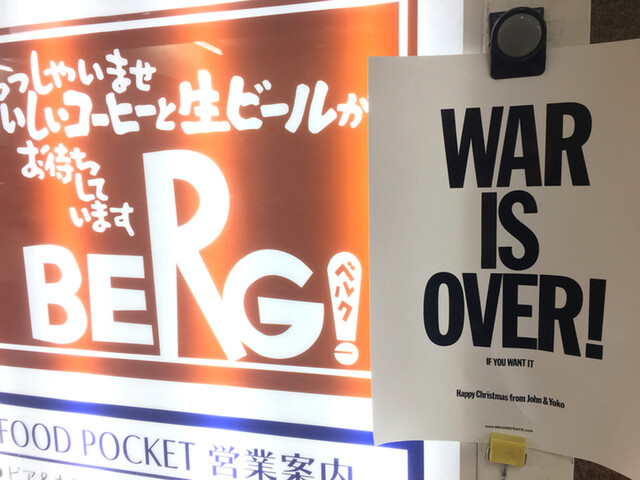 っしゃいませ
いしいコーヒーと生ビールが
お待ち
して
います
BERG!
ベルク
WAR
IS
OVER!
IF YOU WANT IT
Happy Christmas from John & Yoko
FOOD POCKET 営業案内